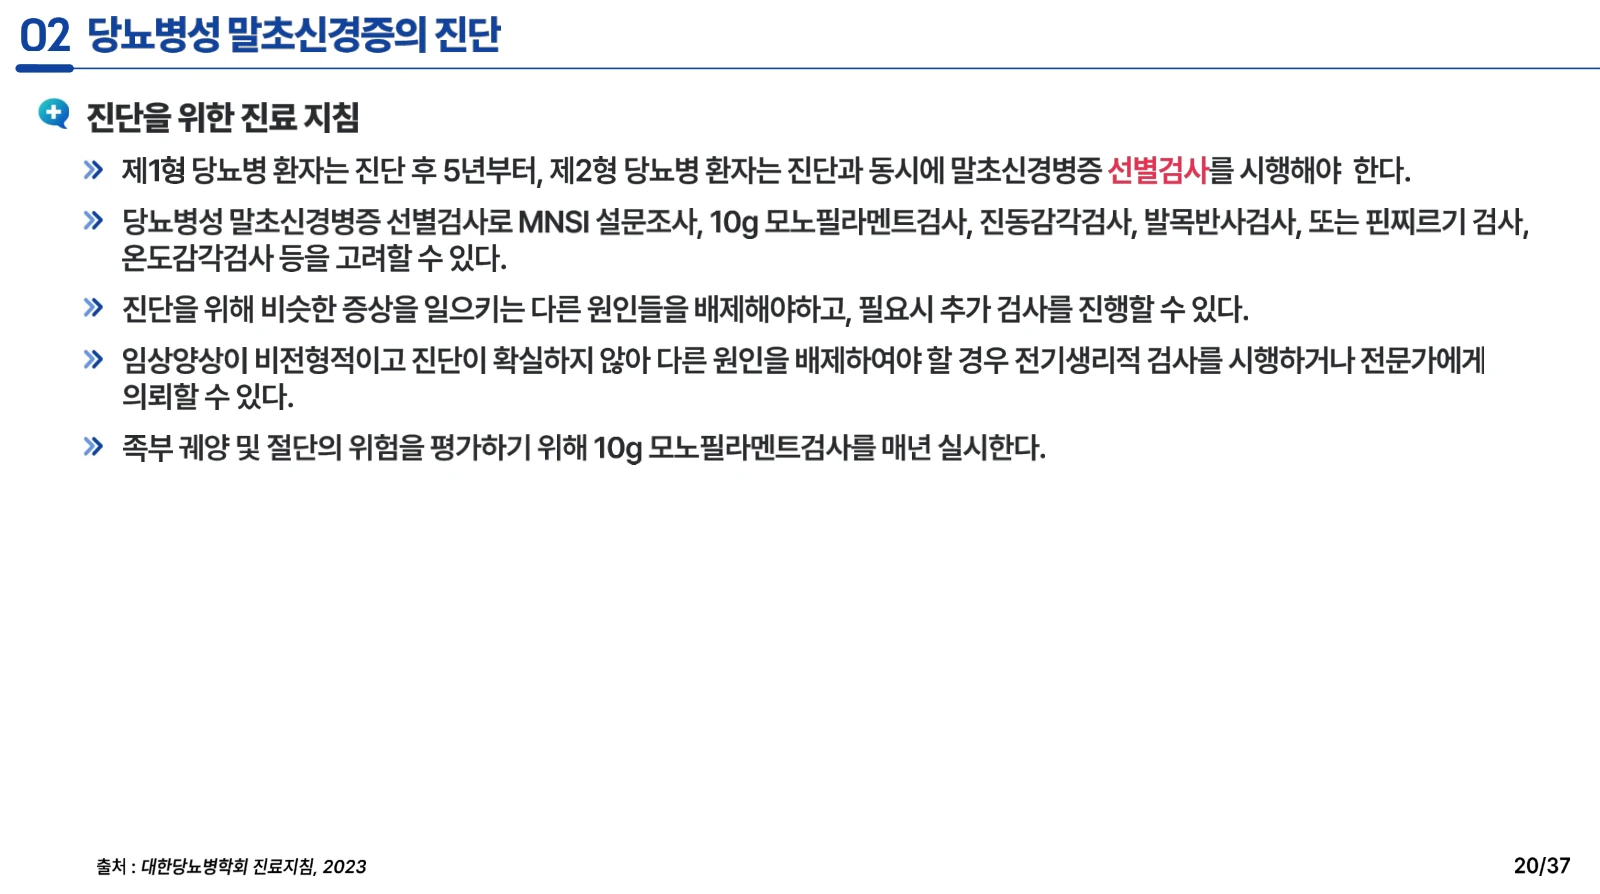 02 당뇨병성 말초신경증의 진단
진단을 위한 진료 지침
제1형 당뇨병 환자는 진단 후 5년부터, 제2형 당뇨병 환자는 진단과 동시에 말초신경병증 선별검사를 시행해야 한다.
당뇨병성 말초신경병증 선별검사로 MNSI 설문조사, 10g 모노필라멘트검사, 진동감각검사, 발목반사검사, 또는 핀찌르기 검사,
온도감각검사 등을 고려할 수 있다.
진단을 위해 비슷한 증상을 일으키는 다른 원인들을 배제해야하고, 필요시 추가 검사를 진행할 수 있다.
임상양상이 비전형적이고 진단이 확실하지 않아 다른 원인을 배제하여야 할 경우 전기생리적 검사를 시행하거나 전문가에게
의뢰할 수 있다.
족부 궤양 및 절단의 위험을 평가하기 위해 10g 모노필라멘트검사를 매년 실시한다.
출처 : 대한당뇨병학회 진료지침, 2023
20/37